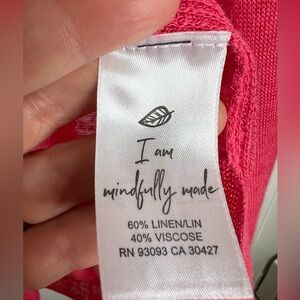 I am
mindfully made
60% LINEN/LIN
40% VISCOSE
RN 93093 CA 30427